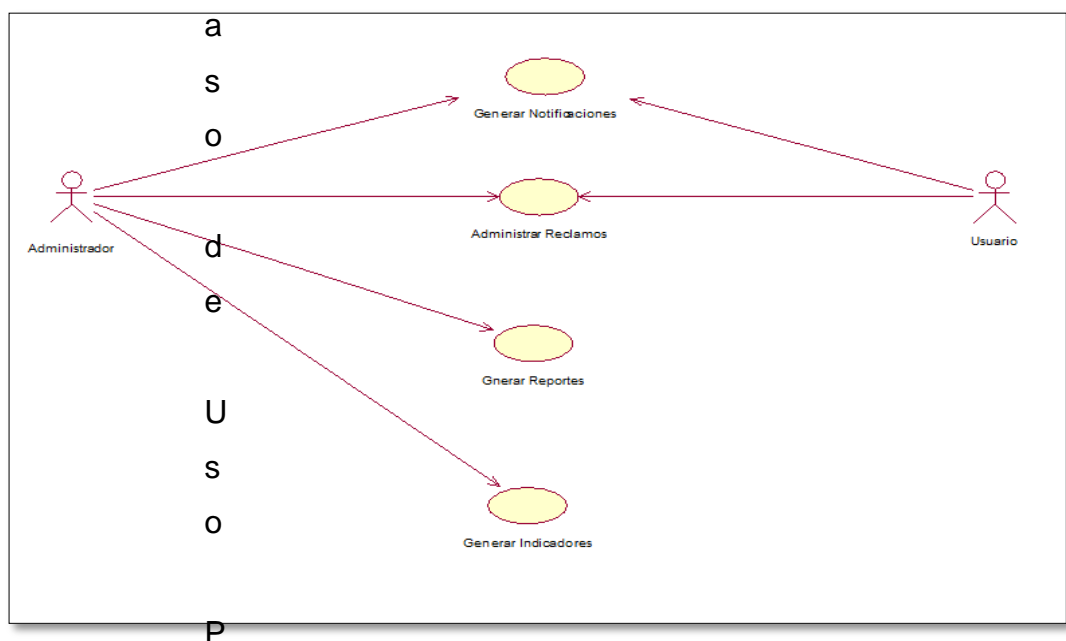 a
s
o
d
e
U
s
o
P
Generar Notificaciones
Administrador
Administrar Reclamos
Usuario
Gnerar Reportes
Generar Indicadores